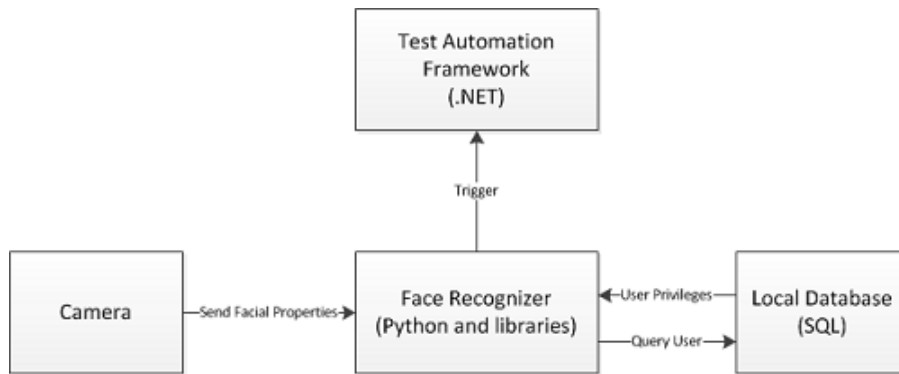 Test Automation
Framework
(.NET)
Trigger
Camera
Send Facial Properties
Face Recognizer
(Python and libraries)
User Privileges
Query User
Local Database
(SQL)